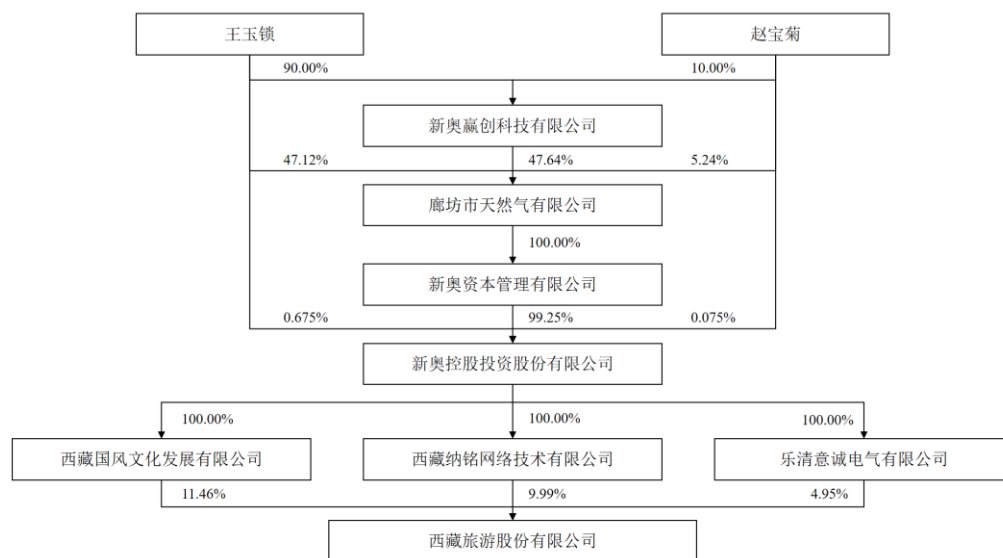 王玉锁
赵宝菊
90.00%
10.00%
新奥赢创科技有限公司
47.12%
47.64%
5.24%
廊坊市天然气有限公司
100.00%
新奥资本管理有限公司
0.675%
99.25%
0.075%
新奥控股投资股份有限公司
100.00%
100.00%
100.00%
西藏国风文化发展有限公司
西藏纳铭网络技术有限公司
乐清意诚电气有限公司
11.46%
9.99%
4.95%
西藏旅游股份有限公司